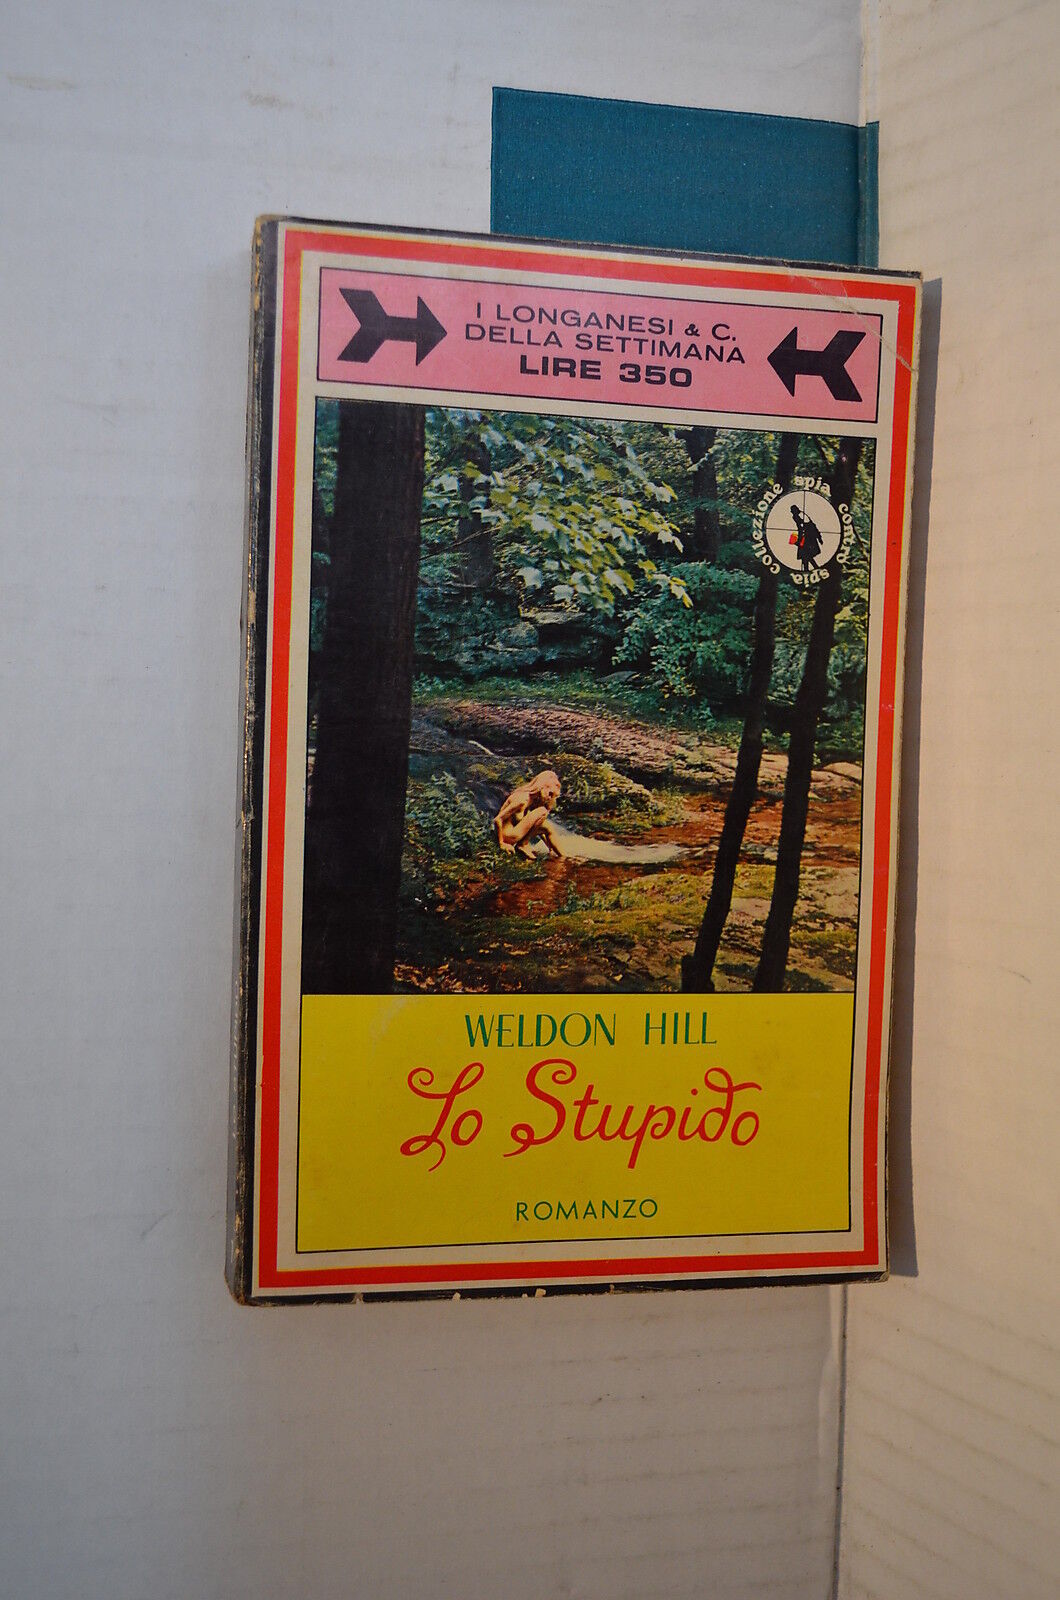 I LONGANESI & C.
DELLA SETTIMANA
LIRE 350
collezione spia contro spia
WELDON HILL
Lo Stupido
ROMANZO